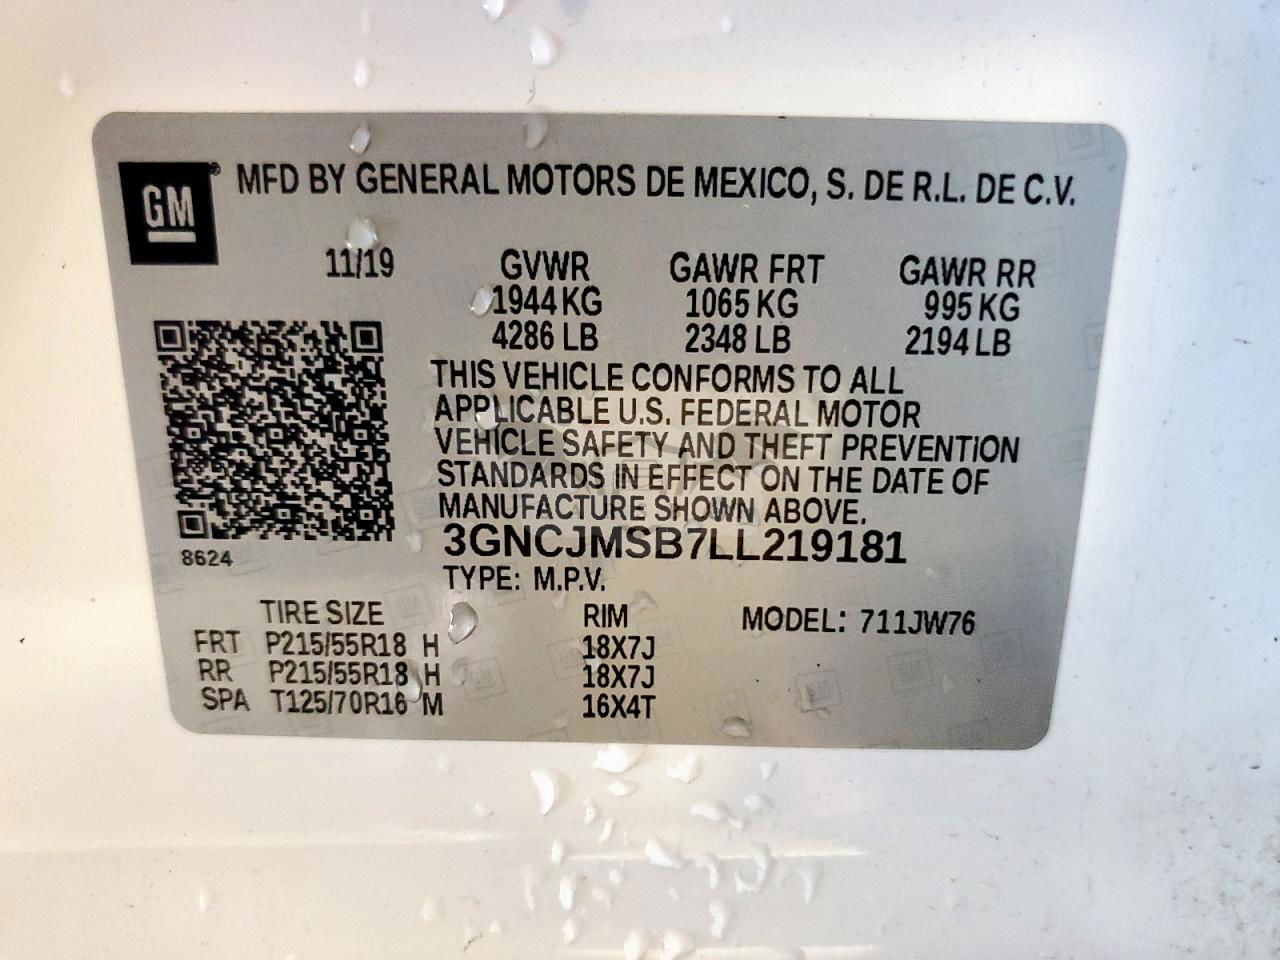 GM® MFD BY GENERAL MOTORS DE MEXICO, S. DE R.L. DE C.V.
11/19 GVWR GAWR FRT GAWR RR
1944 KG 1065 KG 995 KG
4286 LB 2348 LB 2194 LB
THIS VEHICLE CONFORMS TO ALL
APPLICABLE U.S. FEDERAL MOTOR
VEHICLE SAFETY AND THEFT PREVENTION
STANDARDS IN EFFECT ON THE DATE OF
MANUFACTURE SHOWN ABOVE.
3GNCJMSB7LL219181
8624
TYPE: M.P.V.
TIRE SIZE RIM MODEL: 711JW76
FRT P215/55R18 H 18X7J
RR P215/55R18 H 18X7J
SPA T125/70R16 M 16X4T